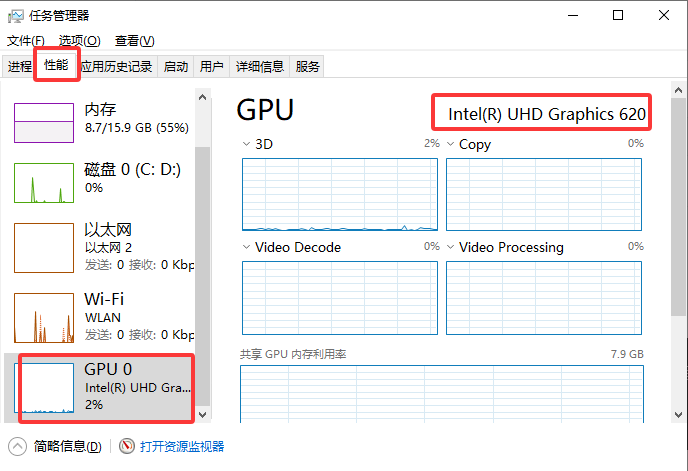 任务管理器
文件(F) 选项(O) 查看(V)
进程 性能 应用历史记录 启动 用户 详细信息 服务
内存
8.7/15.9 GB (55%)
磁盘 0 (C: D:)
0%
以太网
以太网 2
发送: 0 接收: 0 Kbp
Wi-Fi
WLAN
发送: 0 接收: 0 Kbp
GPU 0
Intel(R) UHD Gra...
2%
GPU
Intel(R) UHD Graphics 620
3D 2%
Copy 0%
Video Decode 0%
Video Processing 0%
共享 GPU 内存利用率 7.9 GB
简略信息(D)
打开资源监视器